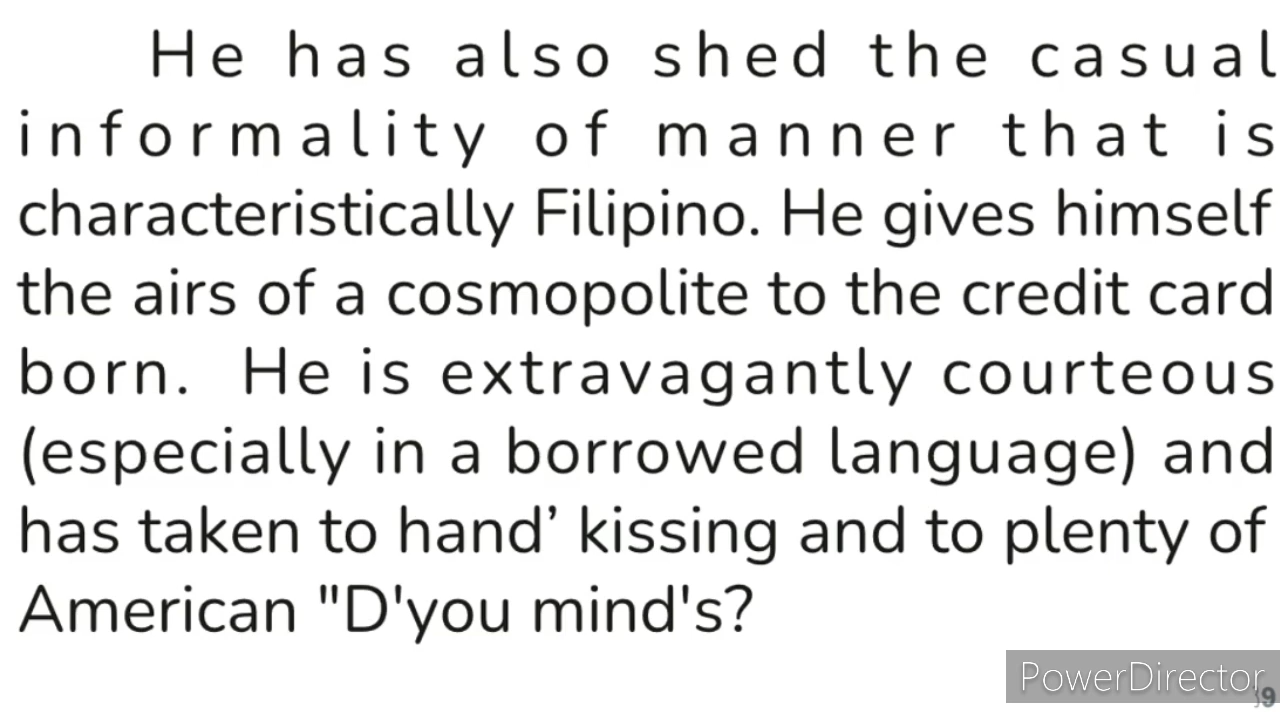 He has also shed the casual
informality of manner that is
characteristically Filipino. He gives himself
the airs of a cosmopolite to the credit card
born. He is extravagantly courteous
(especially in a borrowed language) and
has taken to hand’ kissing and to plenty of
American "D'you mind's?
PowerDirector